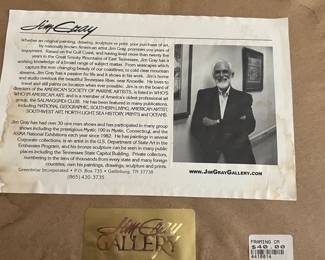 Jim Gray
Whether an original painting, drawing, sculpture or print, your purchase of art
by nationally known American artist Jim Gray, promises you years of
enjoyment. Raised on the Gulf Coast, and having lived more than twenty
years in the Great Smoky Mountains of East Tennessee, Jim Gray has a
working knowledge of a broad range of subject matter. From seascapes which
capture the ever changing beauty of our coastlines, to cold clear mountain
streams, Jim Gray has a passion for life and it shows in his work. Jim's home
and studio overlook the beautiful Tennessee River, near Knoxville. He loves to
travel and still paints on location when ever possible. Jim is on the board of
directors of the AMERICAN SOCIETY OF MARINE ARTISTS, is listed in WHO'S
WHO IN AMERICAN ART, and is a member of America's oldest professional art
group, the SALMAGUNDI CLUB. He has been featured in many publications,
including NATIONAL GEOGRAPHIC, SOUTHERN LIVING, AMERICAN ARTIST,
SOUTHWEST ART, NORTH LIGHT, SEA HISTORY, PRINTS and OCEANS.
Jim Gray has had over 30 one man shows and has participated in many group
shows including the prestigious Mystic 100 in Mystic, Connecticut, and the
RARA National Exhibitions each year since 1982. He has paintings in several
Corporate collections, is an artist in the U.S. Department of State Art in the
Embassies Program, and his bronze sculpture can be seen in many public
places including the Tennessee State Capitol Building. Private collectors,
numbering in the tens of thousands from every state and many foreign
countries, own his paintings, drawings, sculpture and prints.
Greenbriar Incorporated • P.O. Box 735 • Gatlinburg, TN 37738
(865) 430-3735
www.JimGrayGallery.com
Jim Gray
GALLERY
FRAMING CM
$40.00
4410014